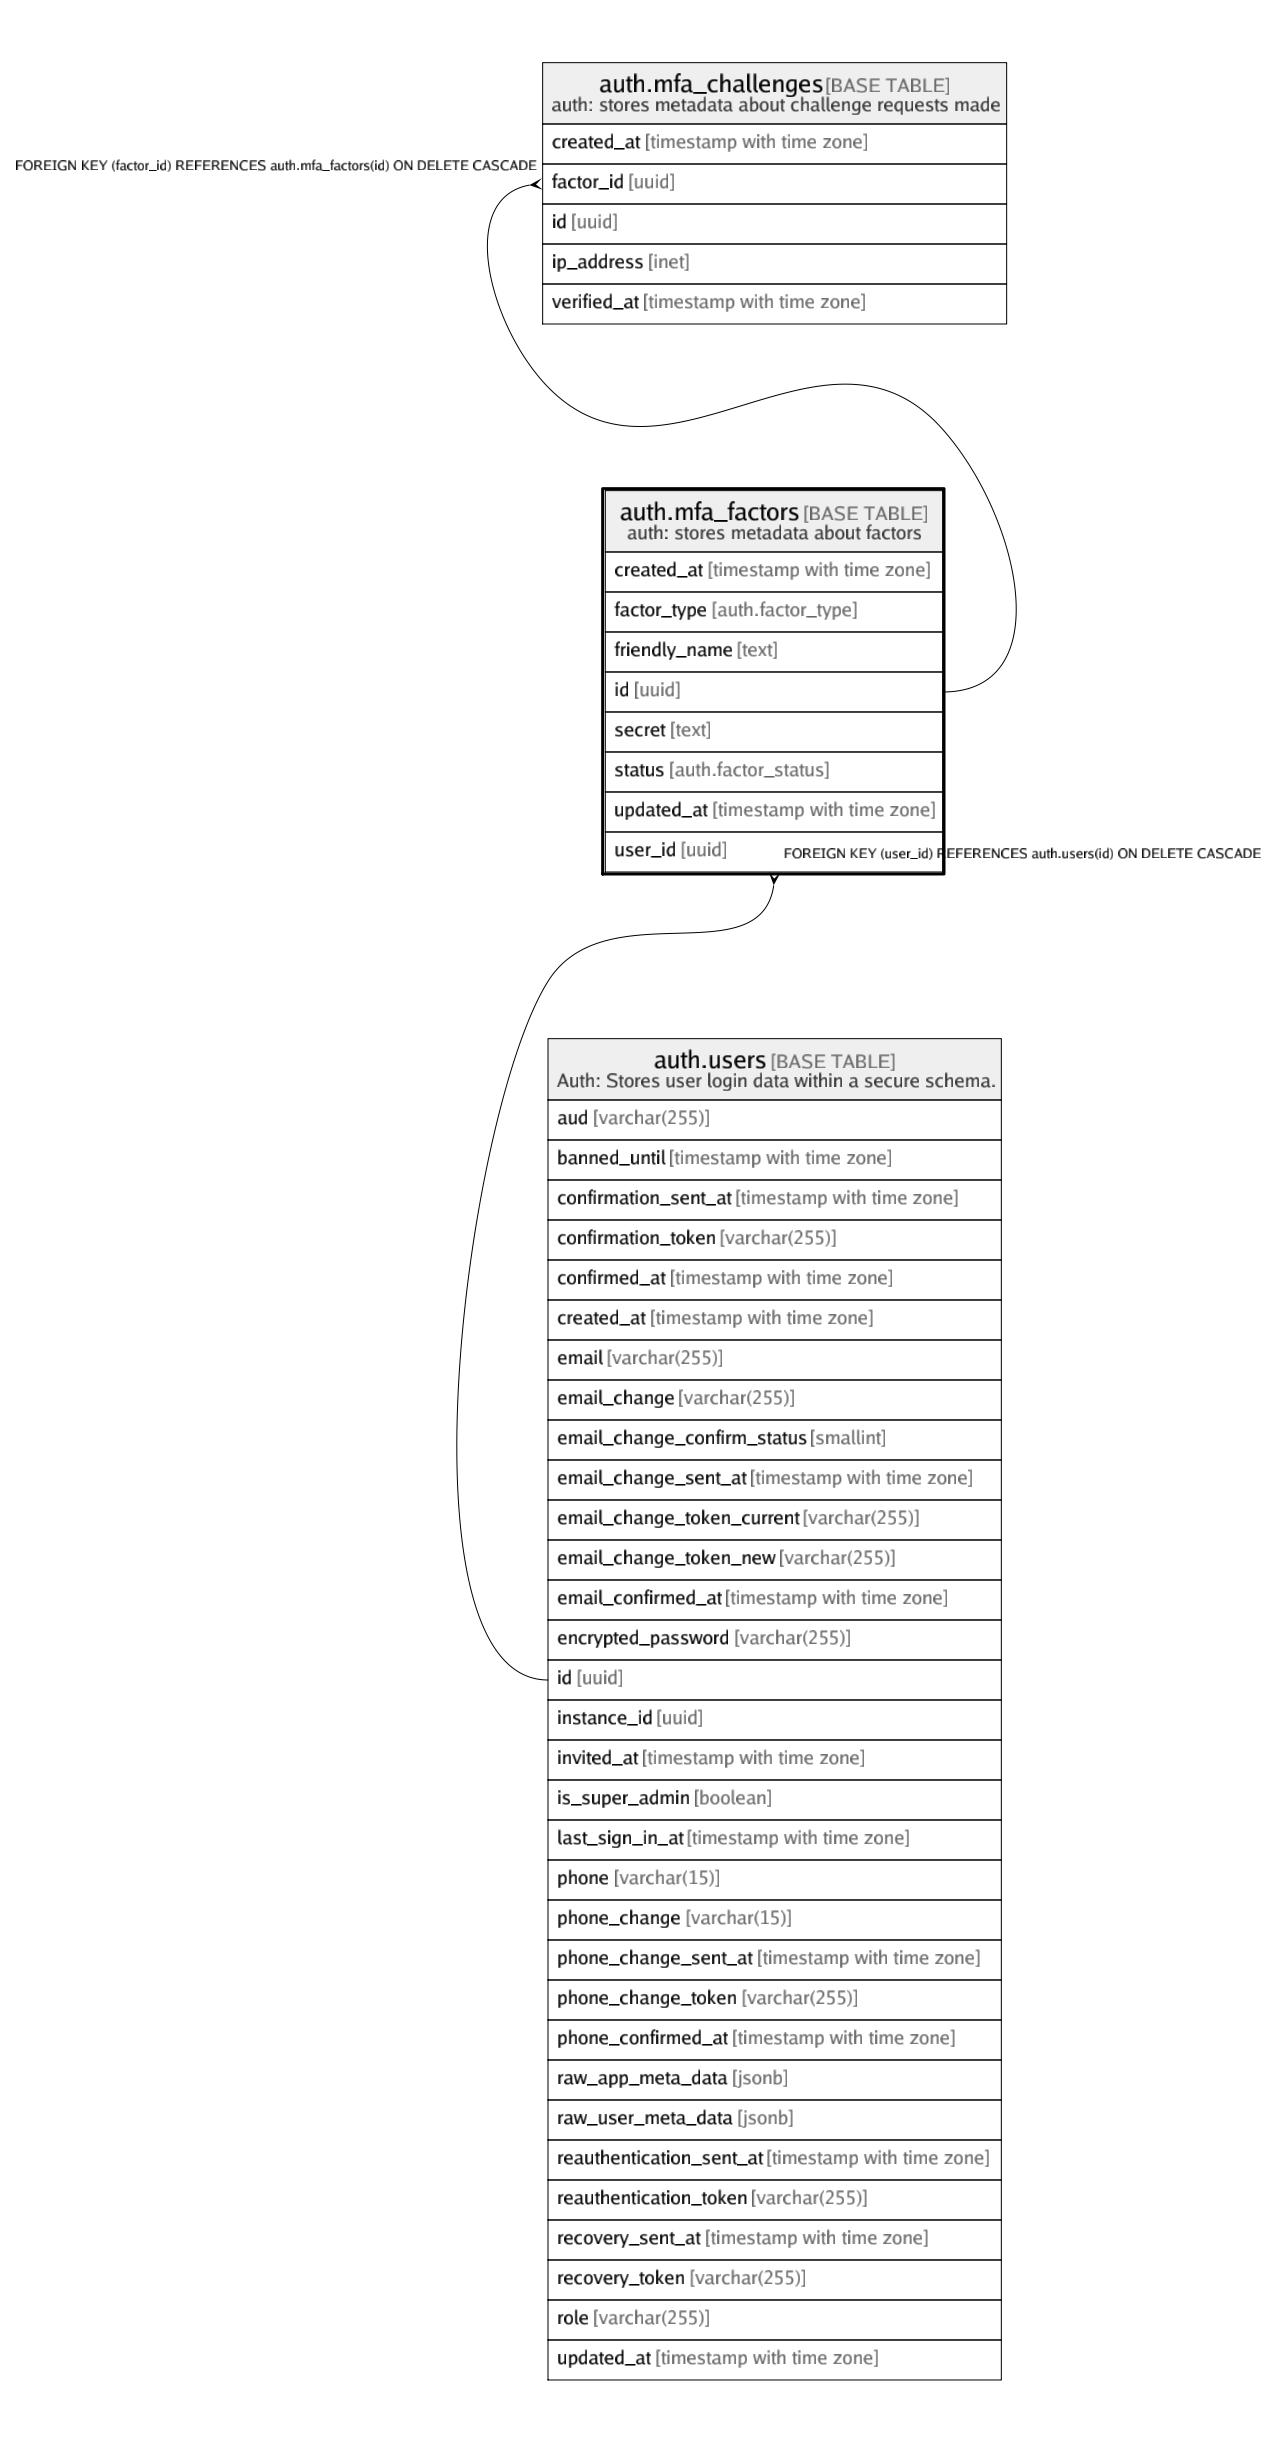 auth.mfa_challenges [BASE TABLE]
auth: stores metadata about challenge requests made
created_at [timestamp with time zone]
FOREIGN KEY (factor_id) REFERENCES auth.mfa_factors(id) ON DELETE CASCADE
factor_id [uuid]
id [uuid]
ip_address [inet]
verified_at [timestamp with time zone]
auth.mfa_factors [BASE TABLE]
auth: stores metadata about factors
created_at [timestamp with time zone]
factor_type [auth.factor_type]
friendly_name [text]
id [uuid]
secret [text]
status [auth.factor_status]
updated_at [timestamp with time zone]
user_id [uuid]
FOREIGN KEY (user_id) REFERENCES auth.users(id) ON DELETE CASCADE
auth.users [BASE TABLE]
Auth: Stores user login data within a secure schema.
aud [varchar(255)]
banned_until [timestamp with time zone]
confirmation_sent_at [timestamp with time zone]
confirmation_token [varchar(255)]
confirmed_at [timestamp with time zone]
created_at [timestamp with time zone]
email [varchar(255)]
email_change [varchar(255)]
email_change_confirm_status [smallint]
email_change_sent_at [timestamp with time zone]
email_change_token_current [varchar(255)]
email_change_token_new [varchar(255)]
email_confirmed_at [timestamp with time zone]
encrypted_password [varchar(255)]
id [uuid]
instance_id [uuid]
invited_at [timestamp with time zone]
is_super_admin [boolean]
last_sign_in_at [timestamp with time zone]
phone [varchar(15)]
phone_change [varchar(15)]
phone_change_sent_at [timestamp with time zone]
phone_change_token [varchar(255)]
phone_confirmed_at [timestamp with time zone]
raw_app_meta_data [jsonb]
raw_user_meta_data [jsonb]
reauthentication_sent_at [timestamp with time zone]
reauthentication_token [varchar(255)]
recovery_sent_at [timestamp with time zone]
recovery_token [varchar(255)]
role [varchar(255)]
updated_at [timestamp with time zone]